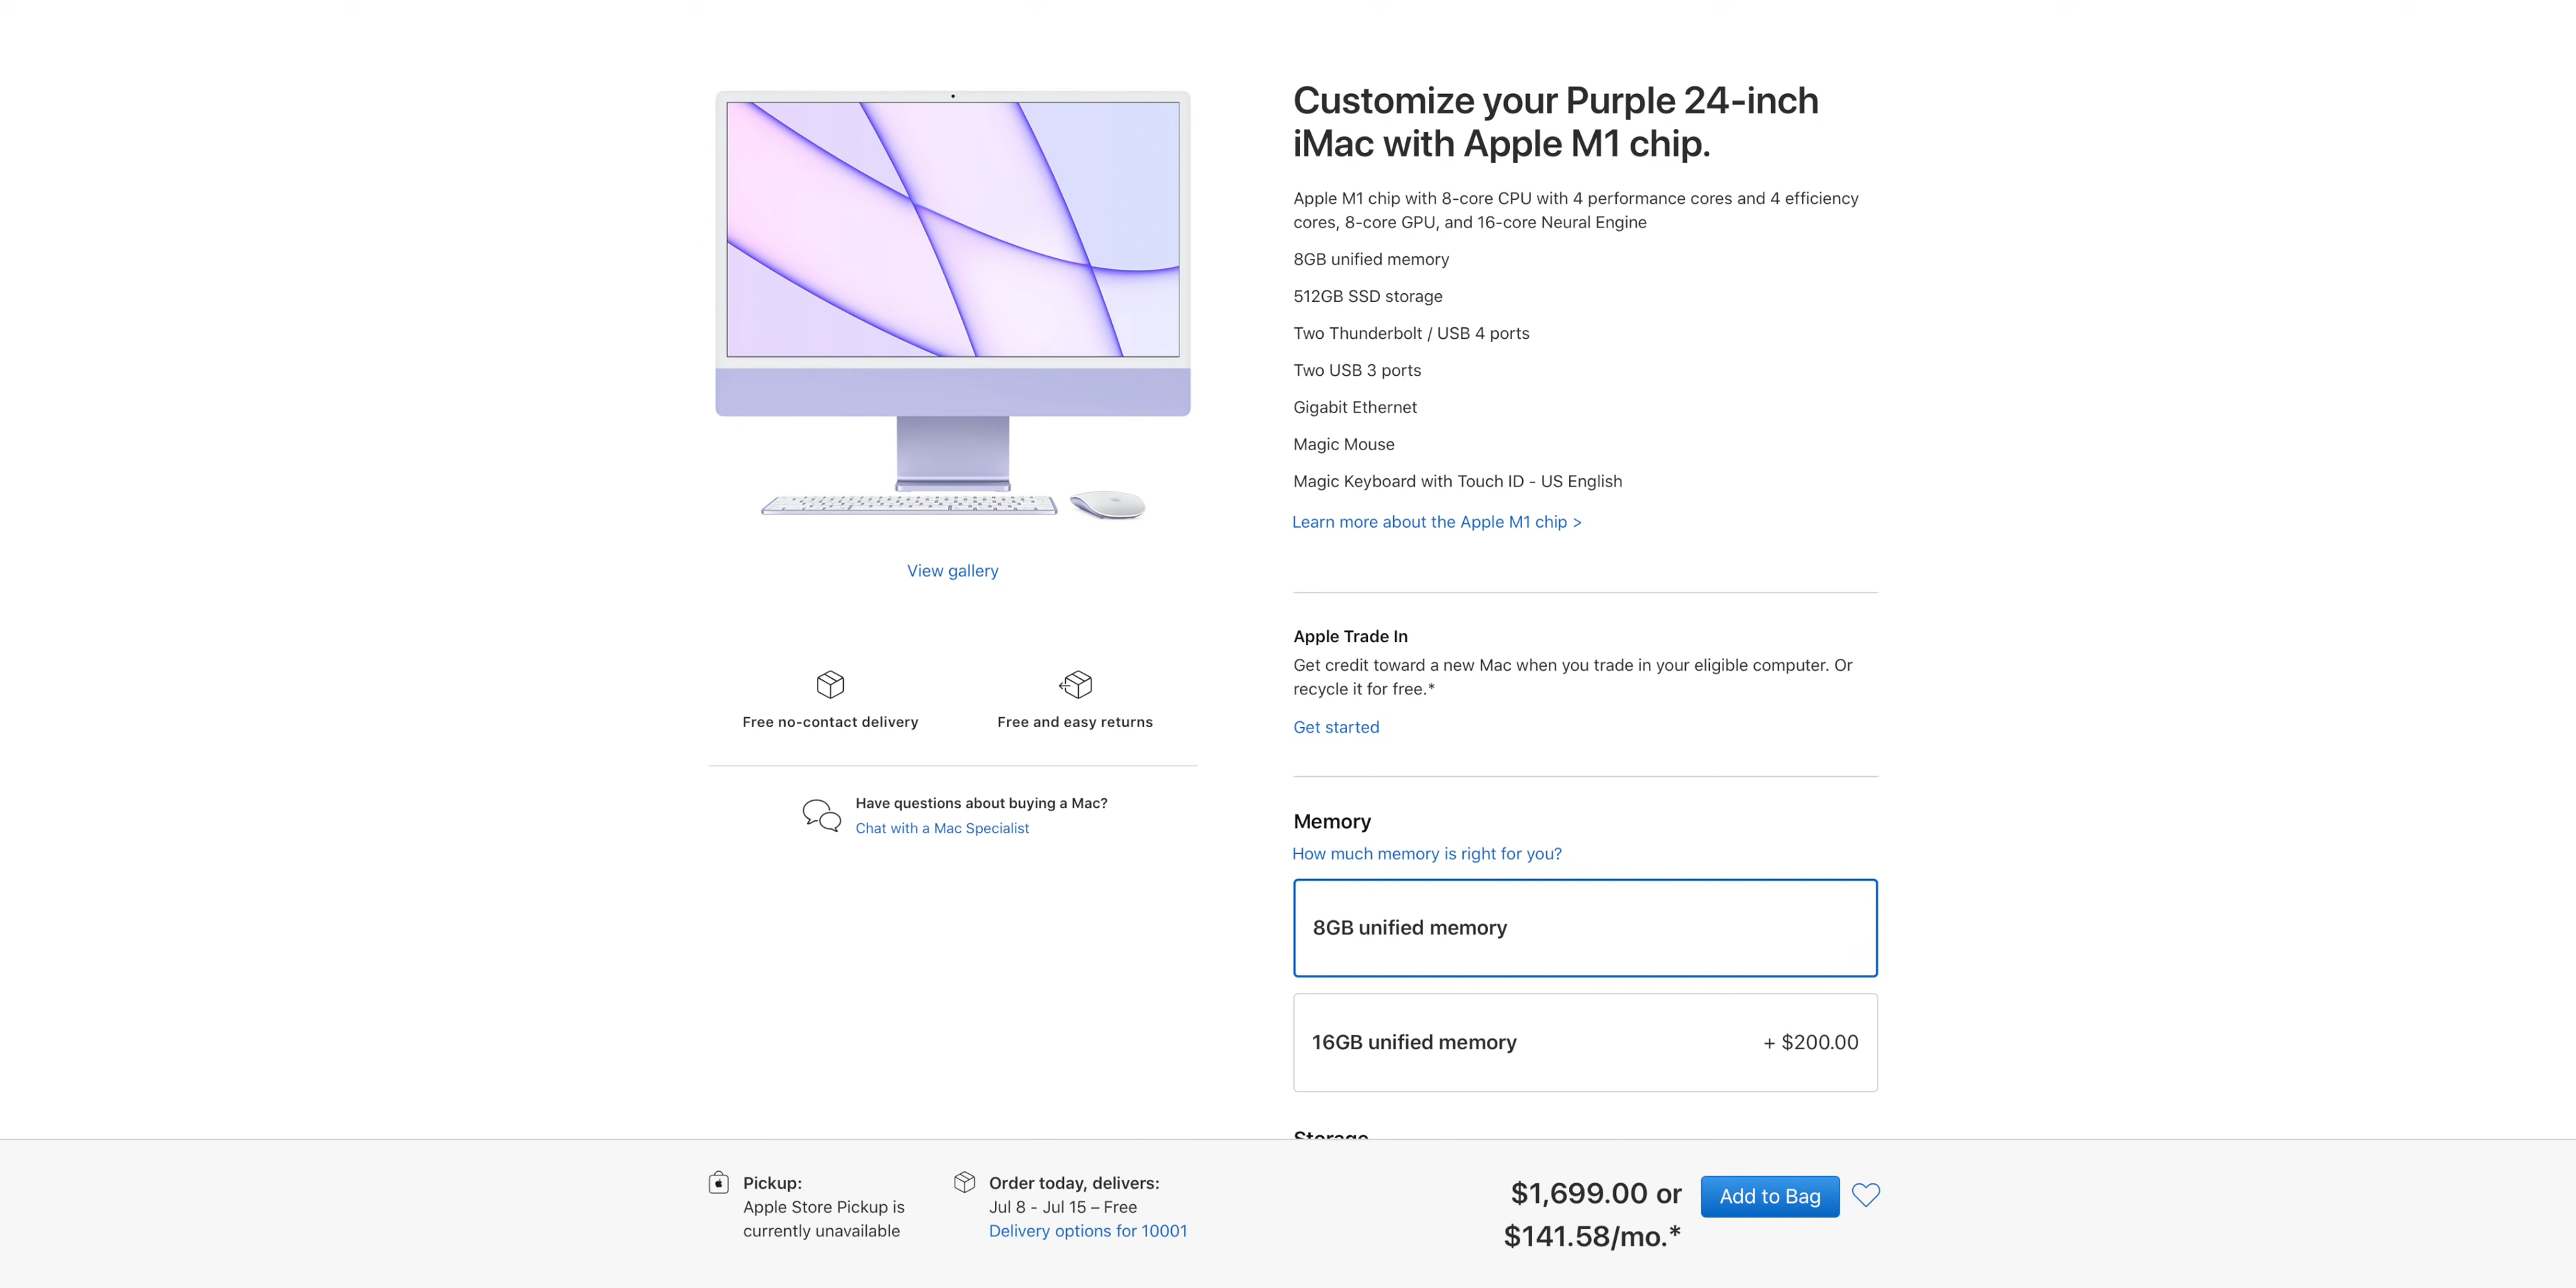 Customize your Purple 24-inch
iMac with Apple M1 chip.
Apple M1 chip with 8-core CPU with 4 performance cores and 4 efficiency
cores, 8-core GPU, and 16-core Neural Engine
8GB unified memory
512GB SSD storage
Two Thunderbolt / USB 4 ports
Two USB 3 ports
Gigabit Ethernet
Magic Mouse
Magic Keyboard with Touch ID - US English
Learn more about the Apple M1 chip >
View gallery
Free no-contact delivery
Free and easy returns
Have questions about buying a Mac?
Chat with a Mac Specialist
Apple Trade In
Get credit toward a new Mac when you trade in your eligible computer. Or
recycle it for free.*
Get started
Memory
How much memory is right for you?
8GB unified memory
16GB unified memory + $200.00
Storage
Pickup:
Apple Store Pickup is
currently unavailable
Order today, delivers:
Jul 8 - Jul 15 – Free
Delivery options for 10001
$1,699.00 or
$141.58/mo.*
Add to Bag